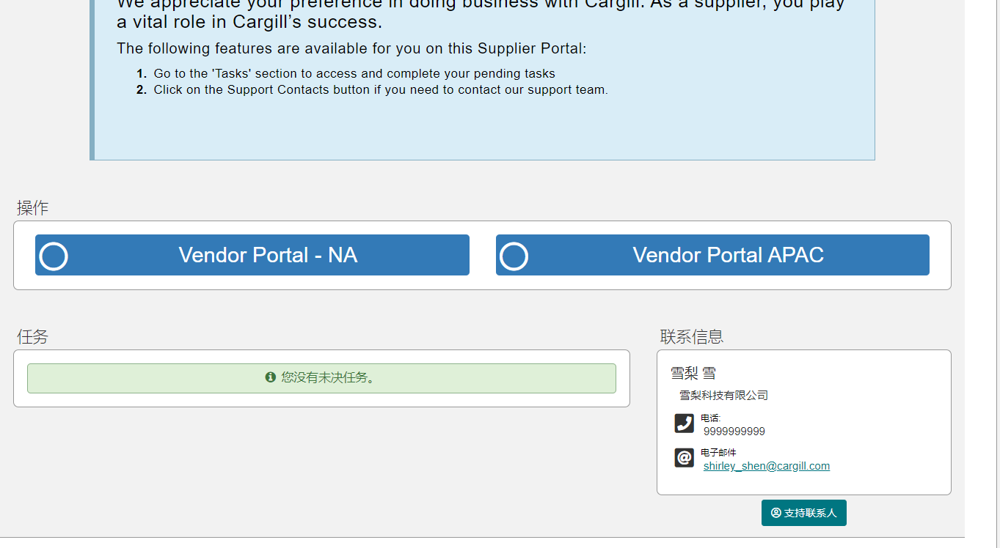 We appreciate your preference in doing business with Cargill. As a supplier, you play
a vital role in Cargill’s success.
The following features are available for you on this Supplier Portal:
1. Go to the 'Tasks' section to access and complete your pending tasks
2. Click on the Support Contacts button if you need to contact our support team.
操作
Vendor Portal - NA
Vendor Portal APAC
任务
您没有未决任务。
联系信息
雪梨 雪
雪梨科技有限公司
电话:
9999999999
电子邮件
shirley_shen@cargill.com
支持联系人